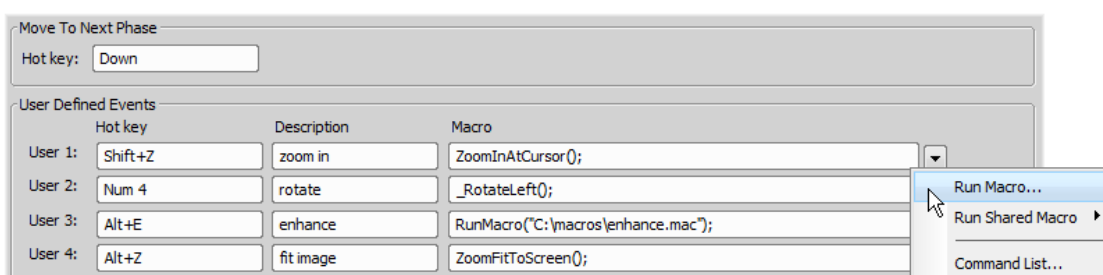 Move To Next Phase
Hot key: Down
User Defined Events
Hot key Description Macro
User 1: Shift+Z zoom in ZoomInAtCursor();
User 2: Num 4 rotate _RotateLeft(); Run Macro...
User 3: Alt+E enhance RunMacro("C:\macros\enhance.mac"); Run Shared Macro
User 4: Alt+Z fit image ZoomFitToScreen(); Command List...